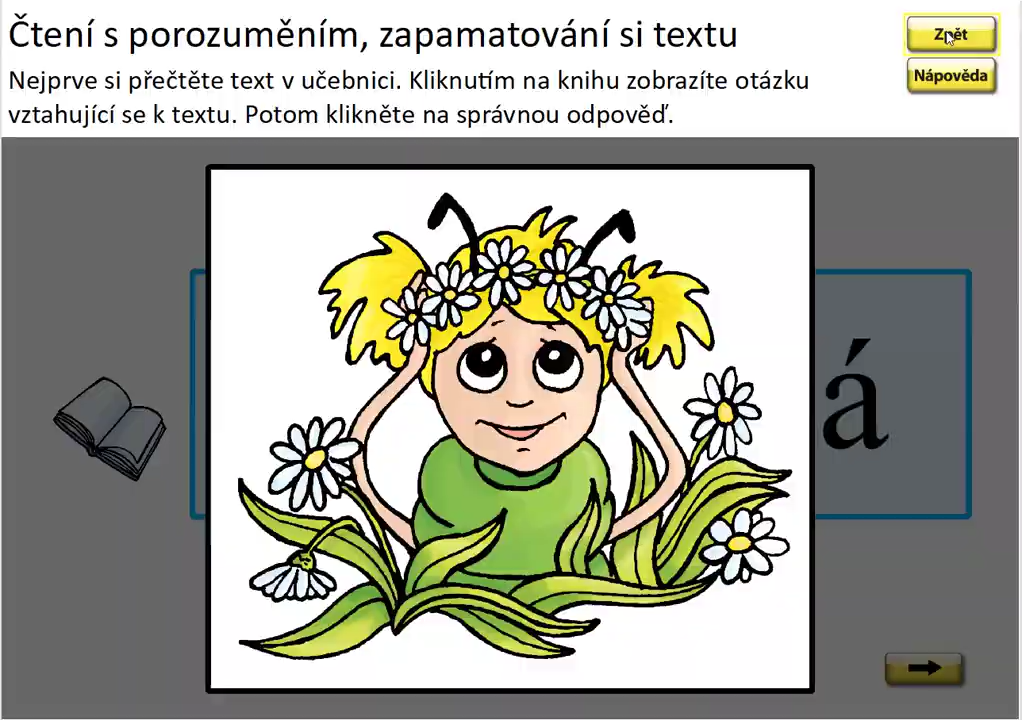 Čtení s porozuměním, zapamatování si textu
Zpět
Nejprve si přečtěte text v učebnici. Kliknutím na knihu zobrazíte otázku
Nápověda
vztahující se k textu. Potom klikněte na správnou odpověď.
á